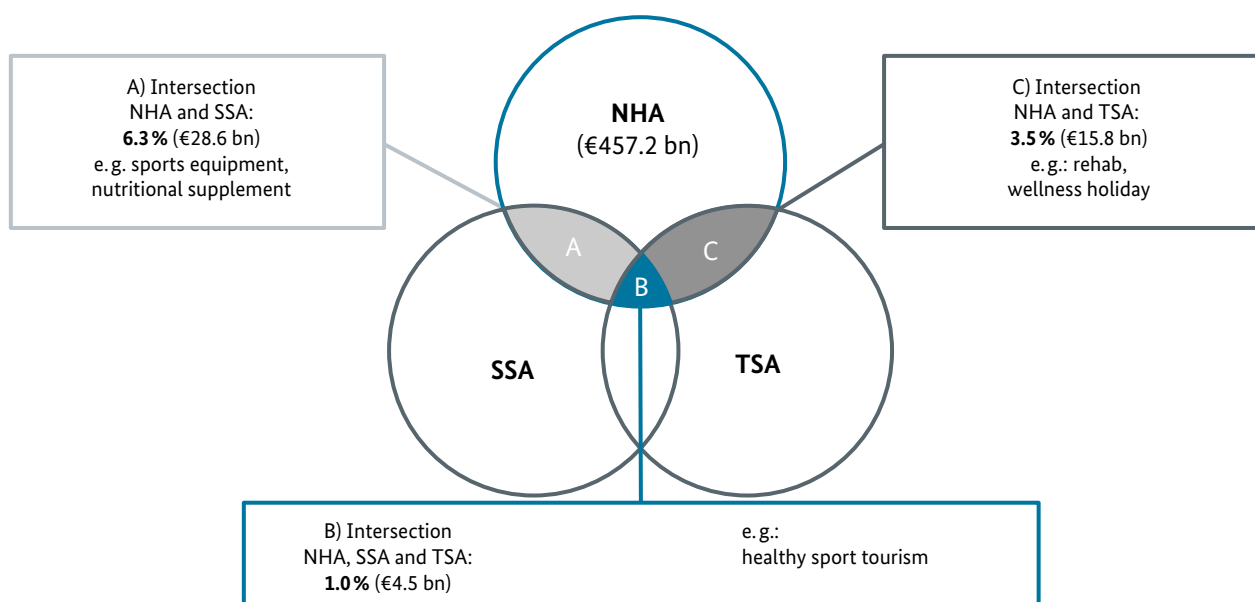 A) Intersection
NHA and SSA:
6.3 % (€28.6 bn)
e. g. sports equipment,
nutritional supplement
NHA
(€457.2 bn)
C) Intersection
NHA and TSA:
3.5 % (€15.8 bn)
e. g.: rehab,
wellness holiday
A
C
B
SSA
TSA
B) Intersection
NHA, SSA and TSA:
1.0 % (€4.5 bn)
e. g.:
healthy sport tourism